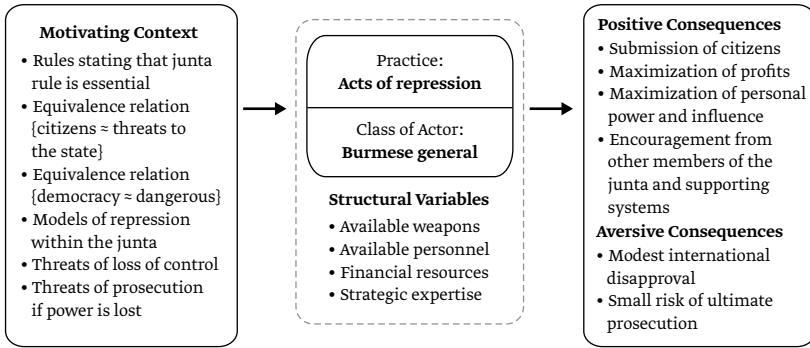 Motivating Context
• Rules stating that junta
rule is essential
• Equivalence relation
{citizens ≈ threats to
the state}
• Equivalence relation
{democracy ≈ dangerous}
• Models of repression
within the junta
• Threats of loss of control
• Threats of prosecution
if power is lost
Practice:
Acts of repression
Class of Actor:
Burmese general
Structural Variables
• Available weapons
• Available personnel
• Financial resources
• Strategic expertise
Positive Consequences
• Submission of citizens
• Maximization of profits
• Maximization of personal
power and influence
• Encouragement from
other members of the
junta and supporting
systems
Aversive Consequences
• Modest international
disapproval
• Small risk of ultimate
prosecution